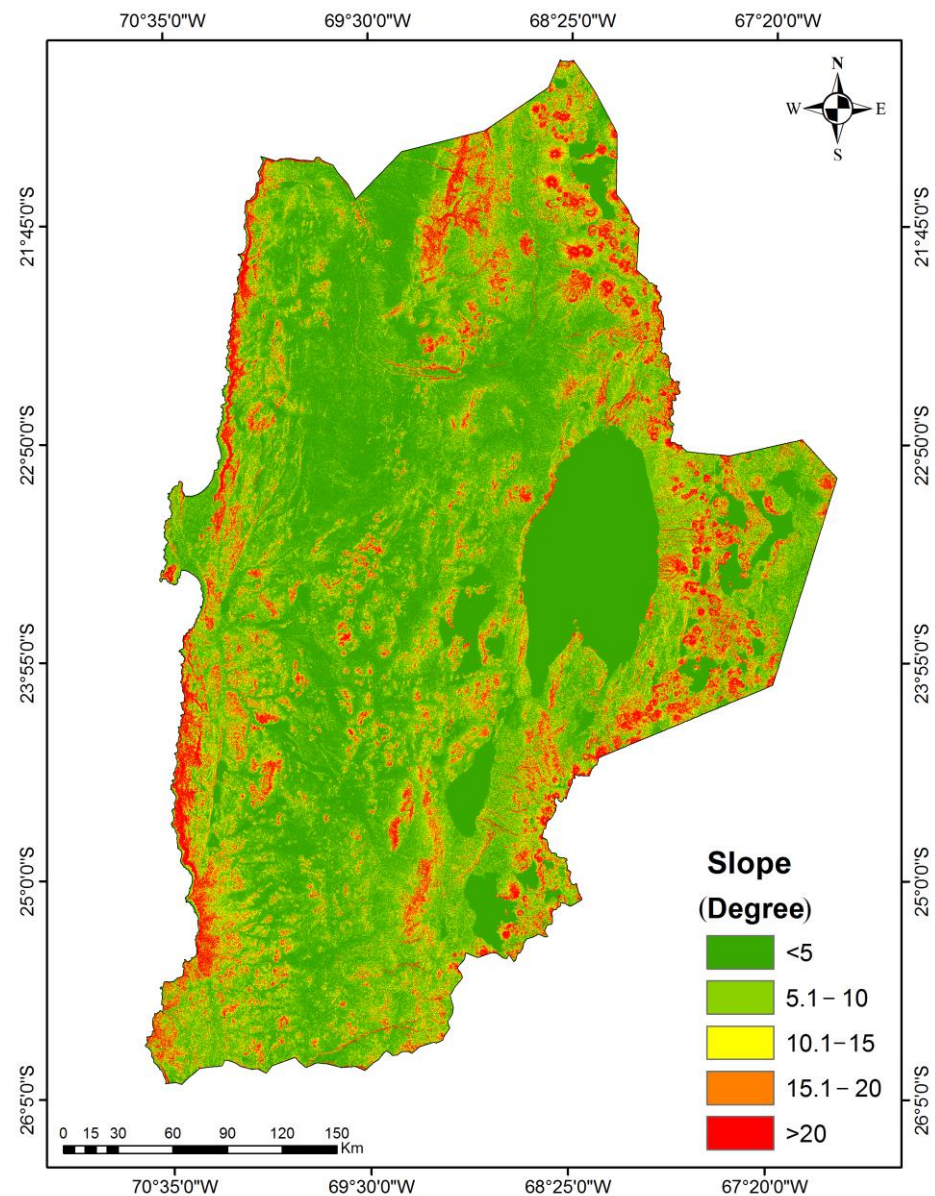 70°35'0"W 69°30'0"W 68°25'0"W 67°20'0"W
N
W E
S
21°45'0"S 21°45'0"S
22°50'0"S 22°50'0"S
23°55'0"S 23°55'0"S
25°0'0"S 25°0'0"S
26°5'0"S 26°5'0"S
Slope
(Degree)
<5
5.1 – 10
10.1–15
15.1 – 20
>20
0 15 30 60 90 120 150
Km
70°35'0"W 69°30'0"W 68°25'0"W 67°20'0"W